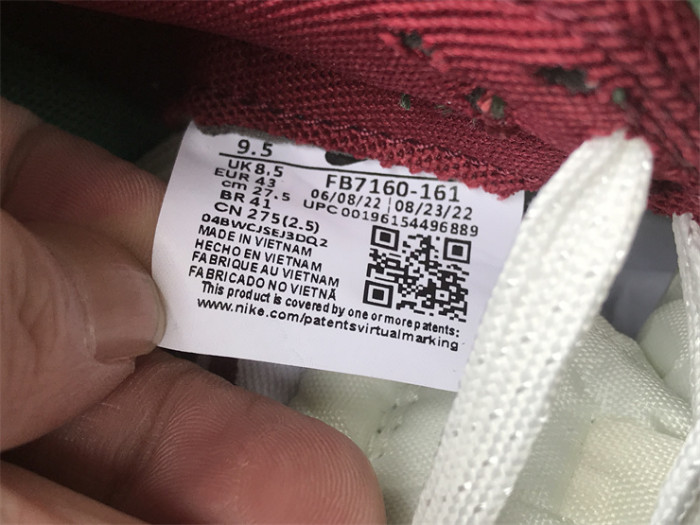 9.5
UK 8.5
EUR 43
cm 27.5
BR 41
CN 275(2.5)
FB7160-161
06/08/22 | 08/23/22
UPC 00196154496889
04BWCJSEJ3DQ2
MADE IN VIETNAM
HECHO EN VIETNAM
FABRIQUE AU VIETNAM
FABRICADO NO VIETNÃ
This product is covered by one or more patents:
www.nike.com/patentsvirtualmarking